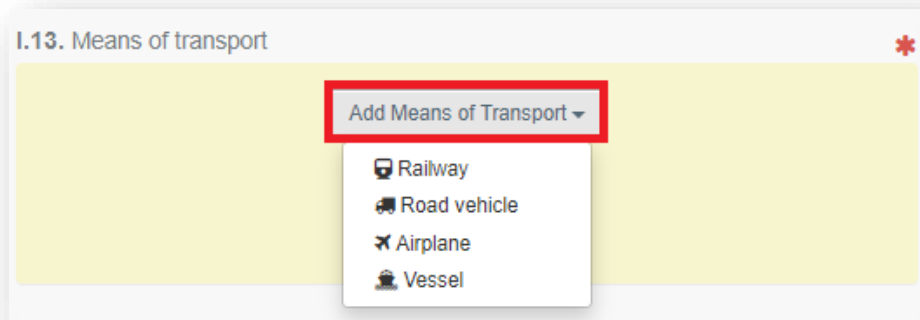 I.13. Means of transport
Add Means of Transport
Railway
Road vehicle
Airplane
Vessel